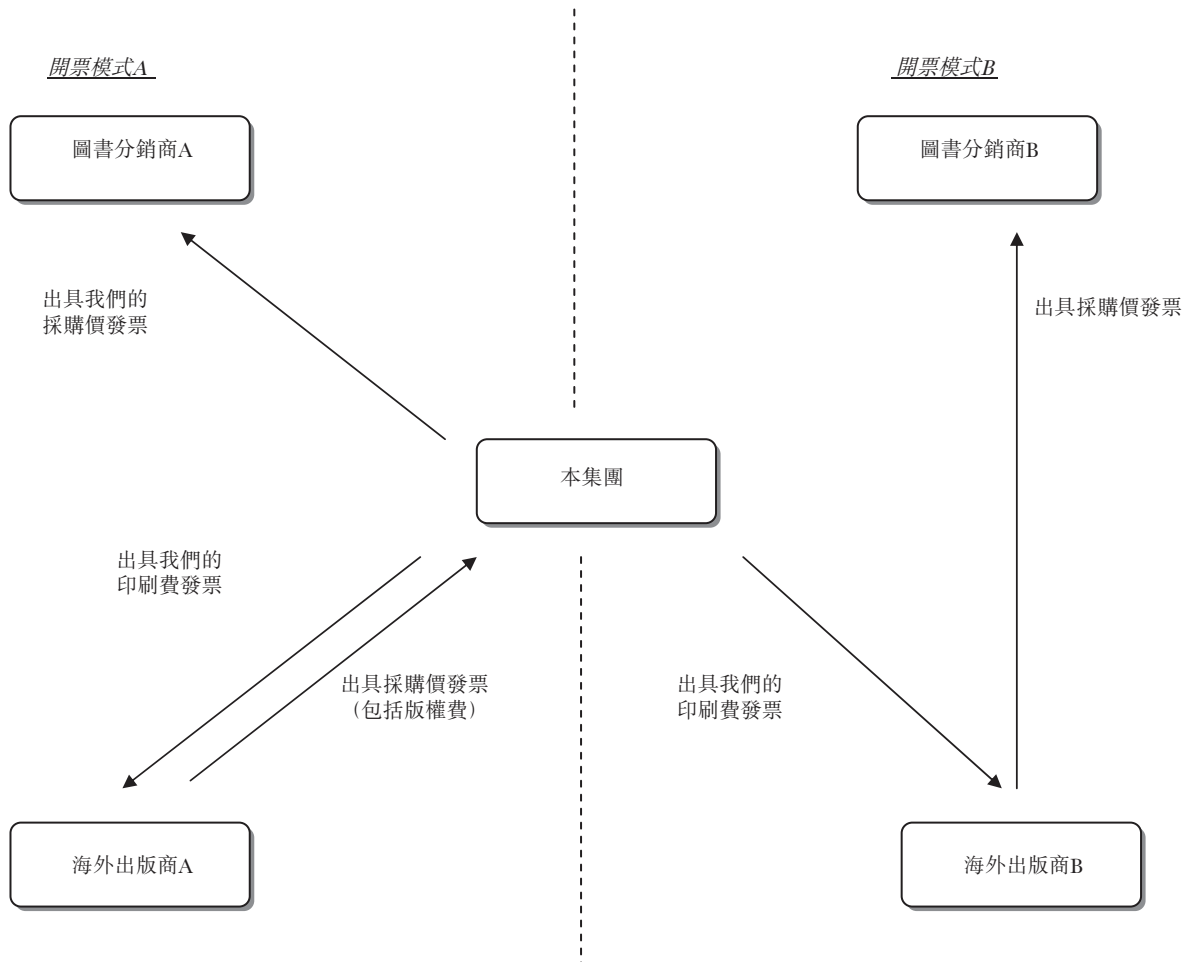 開票模式A
開票模式B
圖書分銷商A
圖書分銷商B
出具我們的
採購價發票
出具採購價發票
本集團
出具我們的
印刷費發票
出具採購價發票
（包括版權費）
出具我們的
印刷費發票
海外出版商A
海外出版商B